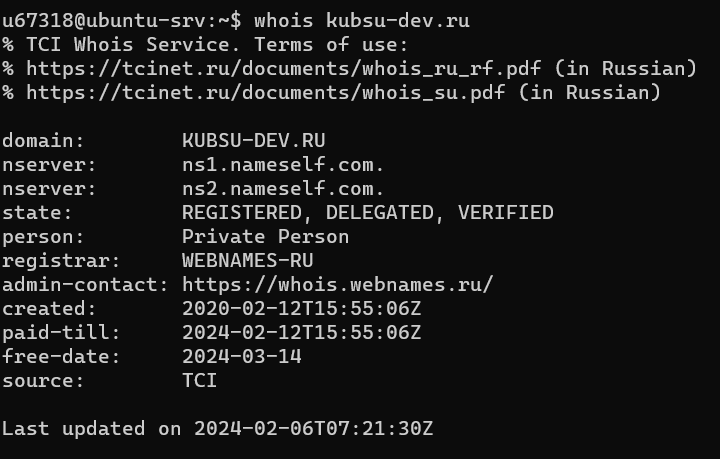 u67318@ubuntu-srv:~$ whois kubsu-dev.ru
% TCI Whois Service. Terms of use:
% https://tcinet.ru/documents/whois_ru_rf.pdf (in Russian)
% https://tcinet.ru/documents/whois_su.pdf (in Russian)

domain:        KUBSU-DEV.RU
nserver:       ns1.nameself.com.
nserver:       ns2.nameself.com.
state:         REGISTERED, DELEGATED, VERIFIED
person:        Private Person
registrar:     WEBNAMES-RU
admin-contact: https://whois.webnames.ru/
created:       2020-02-12T15:55:06Z
paid-till:     2024-02-12T15:55:06Z
free-date:     2024-03-14
source:        TCI

Last updated on 2024-02-06T07:21:30Z